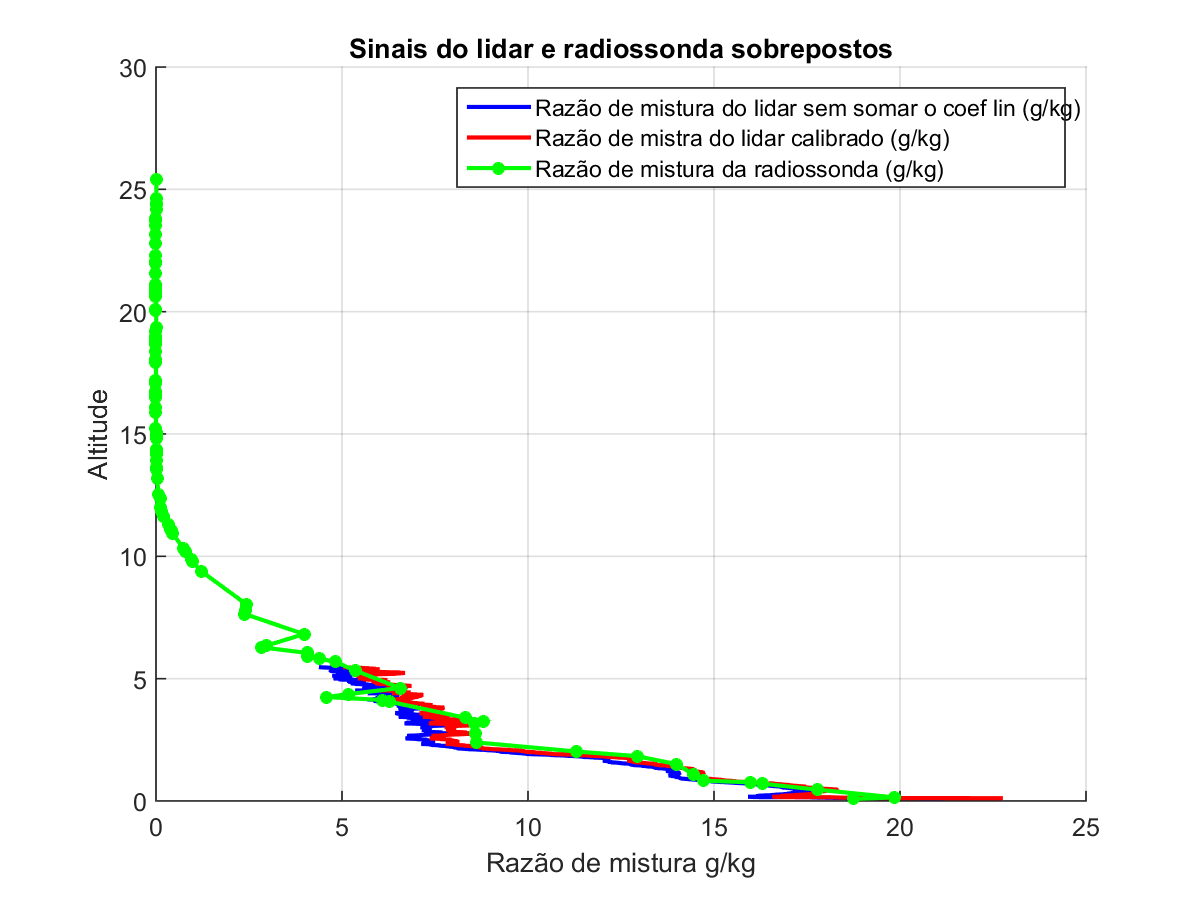 Sinais do lidar e radiossonda sobrepostos
30
Razão de mistura do lidar sem somar o coef lin (g/kg)
Razão de mistra do lidar calibrado (g/kg)
Razão de mistura da radiossonda (g/kg)
25
20
15
10
5
0
Altitude
0 5 10 15 20 25
Razão de mistura g/kg